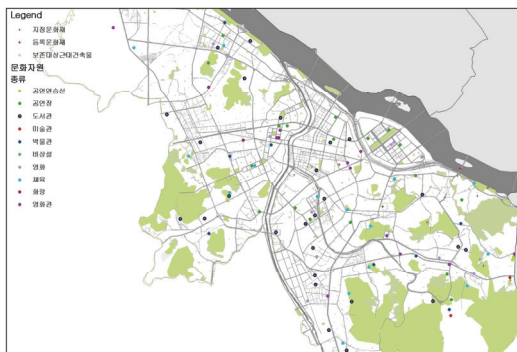 Legend
지정문화재
등록문화재
보존대상근대건축물
문화자원
종류
공연연습실
공연장
도서관
미술관
박물관
비상설
영화
체육
화랑
영화관